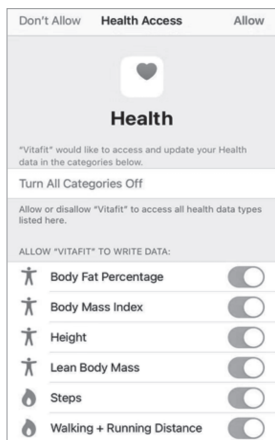 Don't Allow Health Access Allow
Health
"Vitafit" would like to access and update your Health
data in the categories below.
Turn All Categories Off
Allow or disallow "Vitafit" to access all health data types
listed here.
ALLOW "VITAFIT" TO WRITE DATA:
Body Fat Percentage
Body Mass Index
Height
Lean Body Mass
Steps
Walking + Running Distance